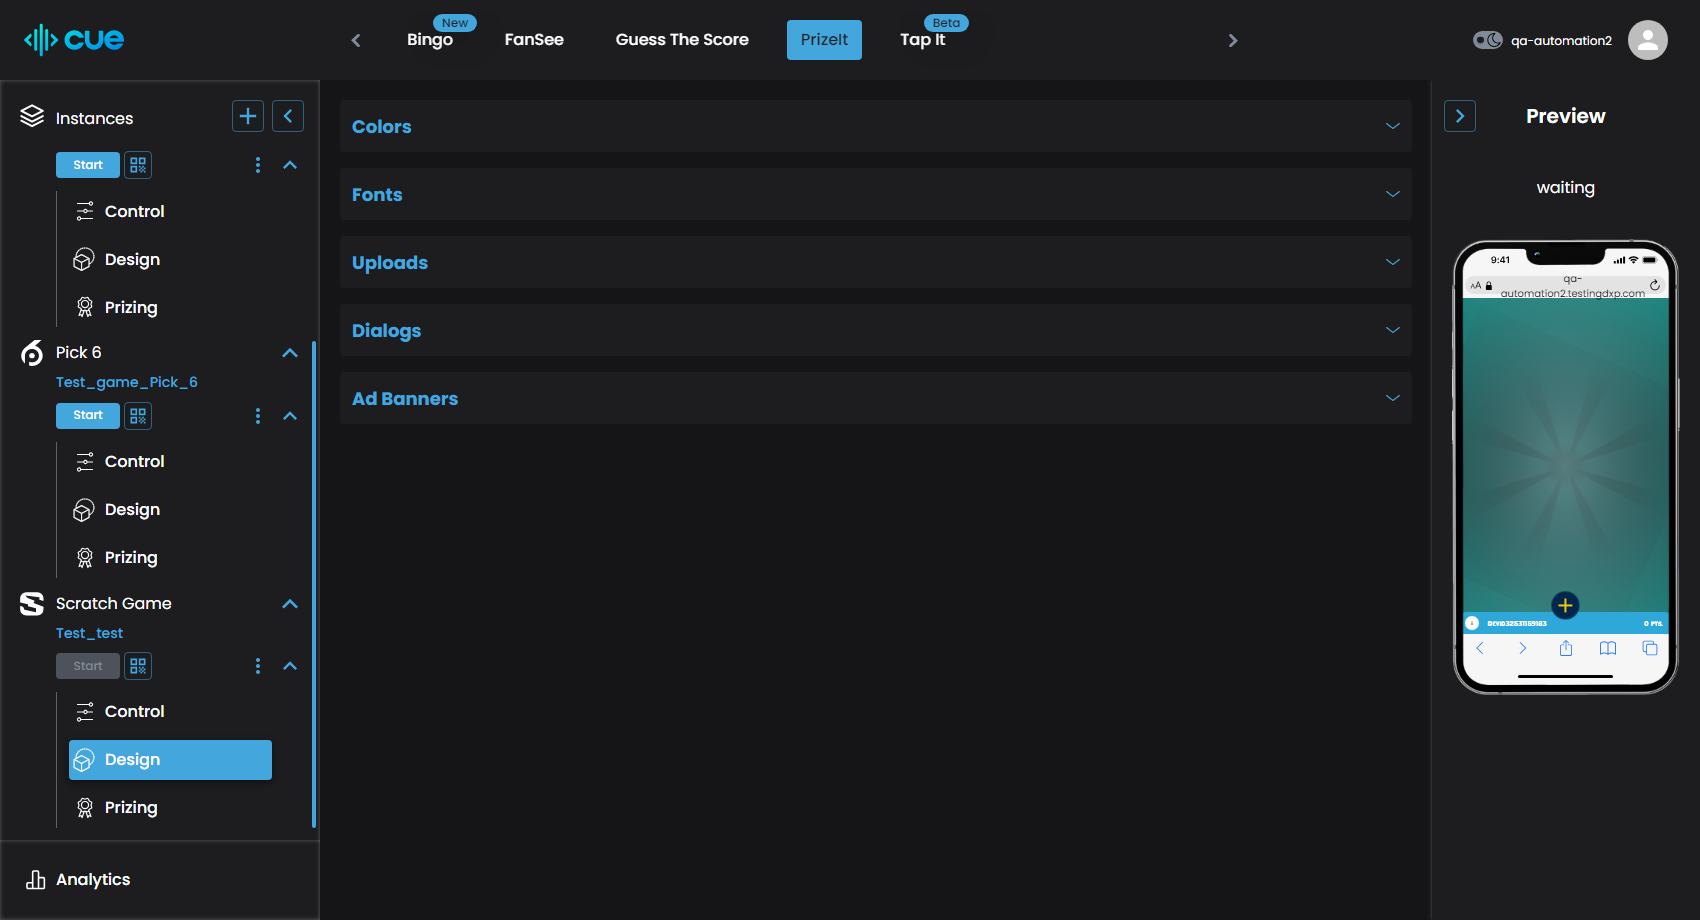 cue
New
Bingo
FanSee
Guess The Score
PrizeIt
Beta
Tap It
qa-automation2
Instances
Start
Control
Design
Prizing
Pick 6
Test_game_Pick_6
Start
Control
Design
Prizing
Scratch Game
Test_test
Start
Control
Design
Prizing
Analytics
Colors
Fonts
Uploads
Dialogs
Ad Banners
Preview
waiting
9:41
AA
qa-
automation2.testingdxp.com
0 PTS.